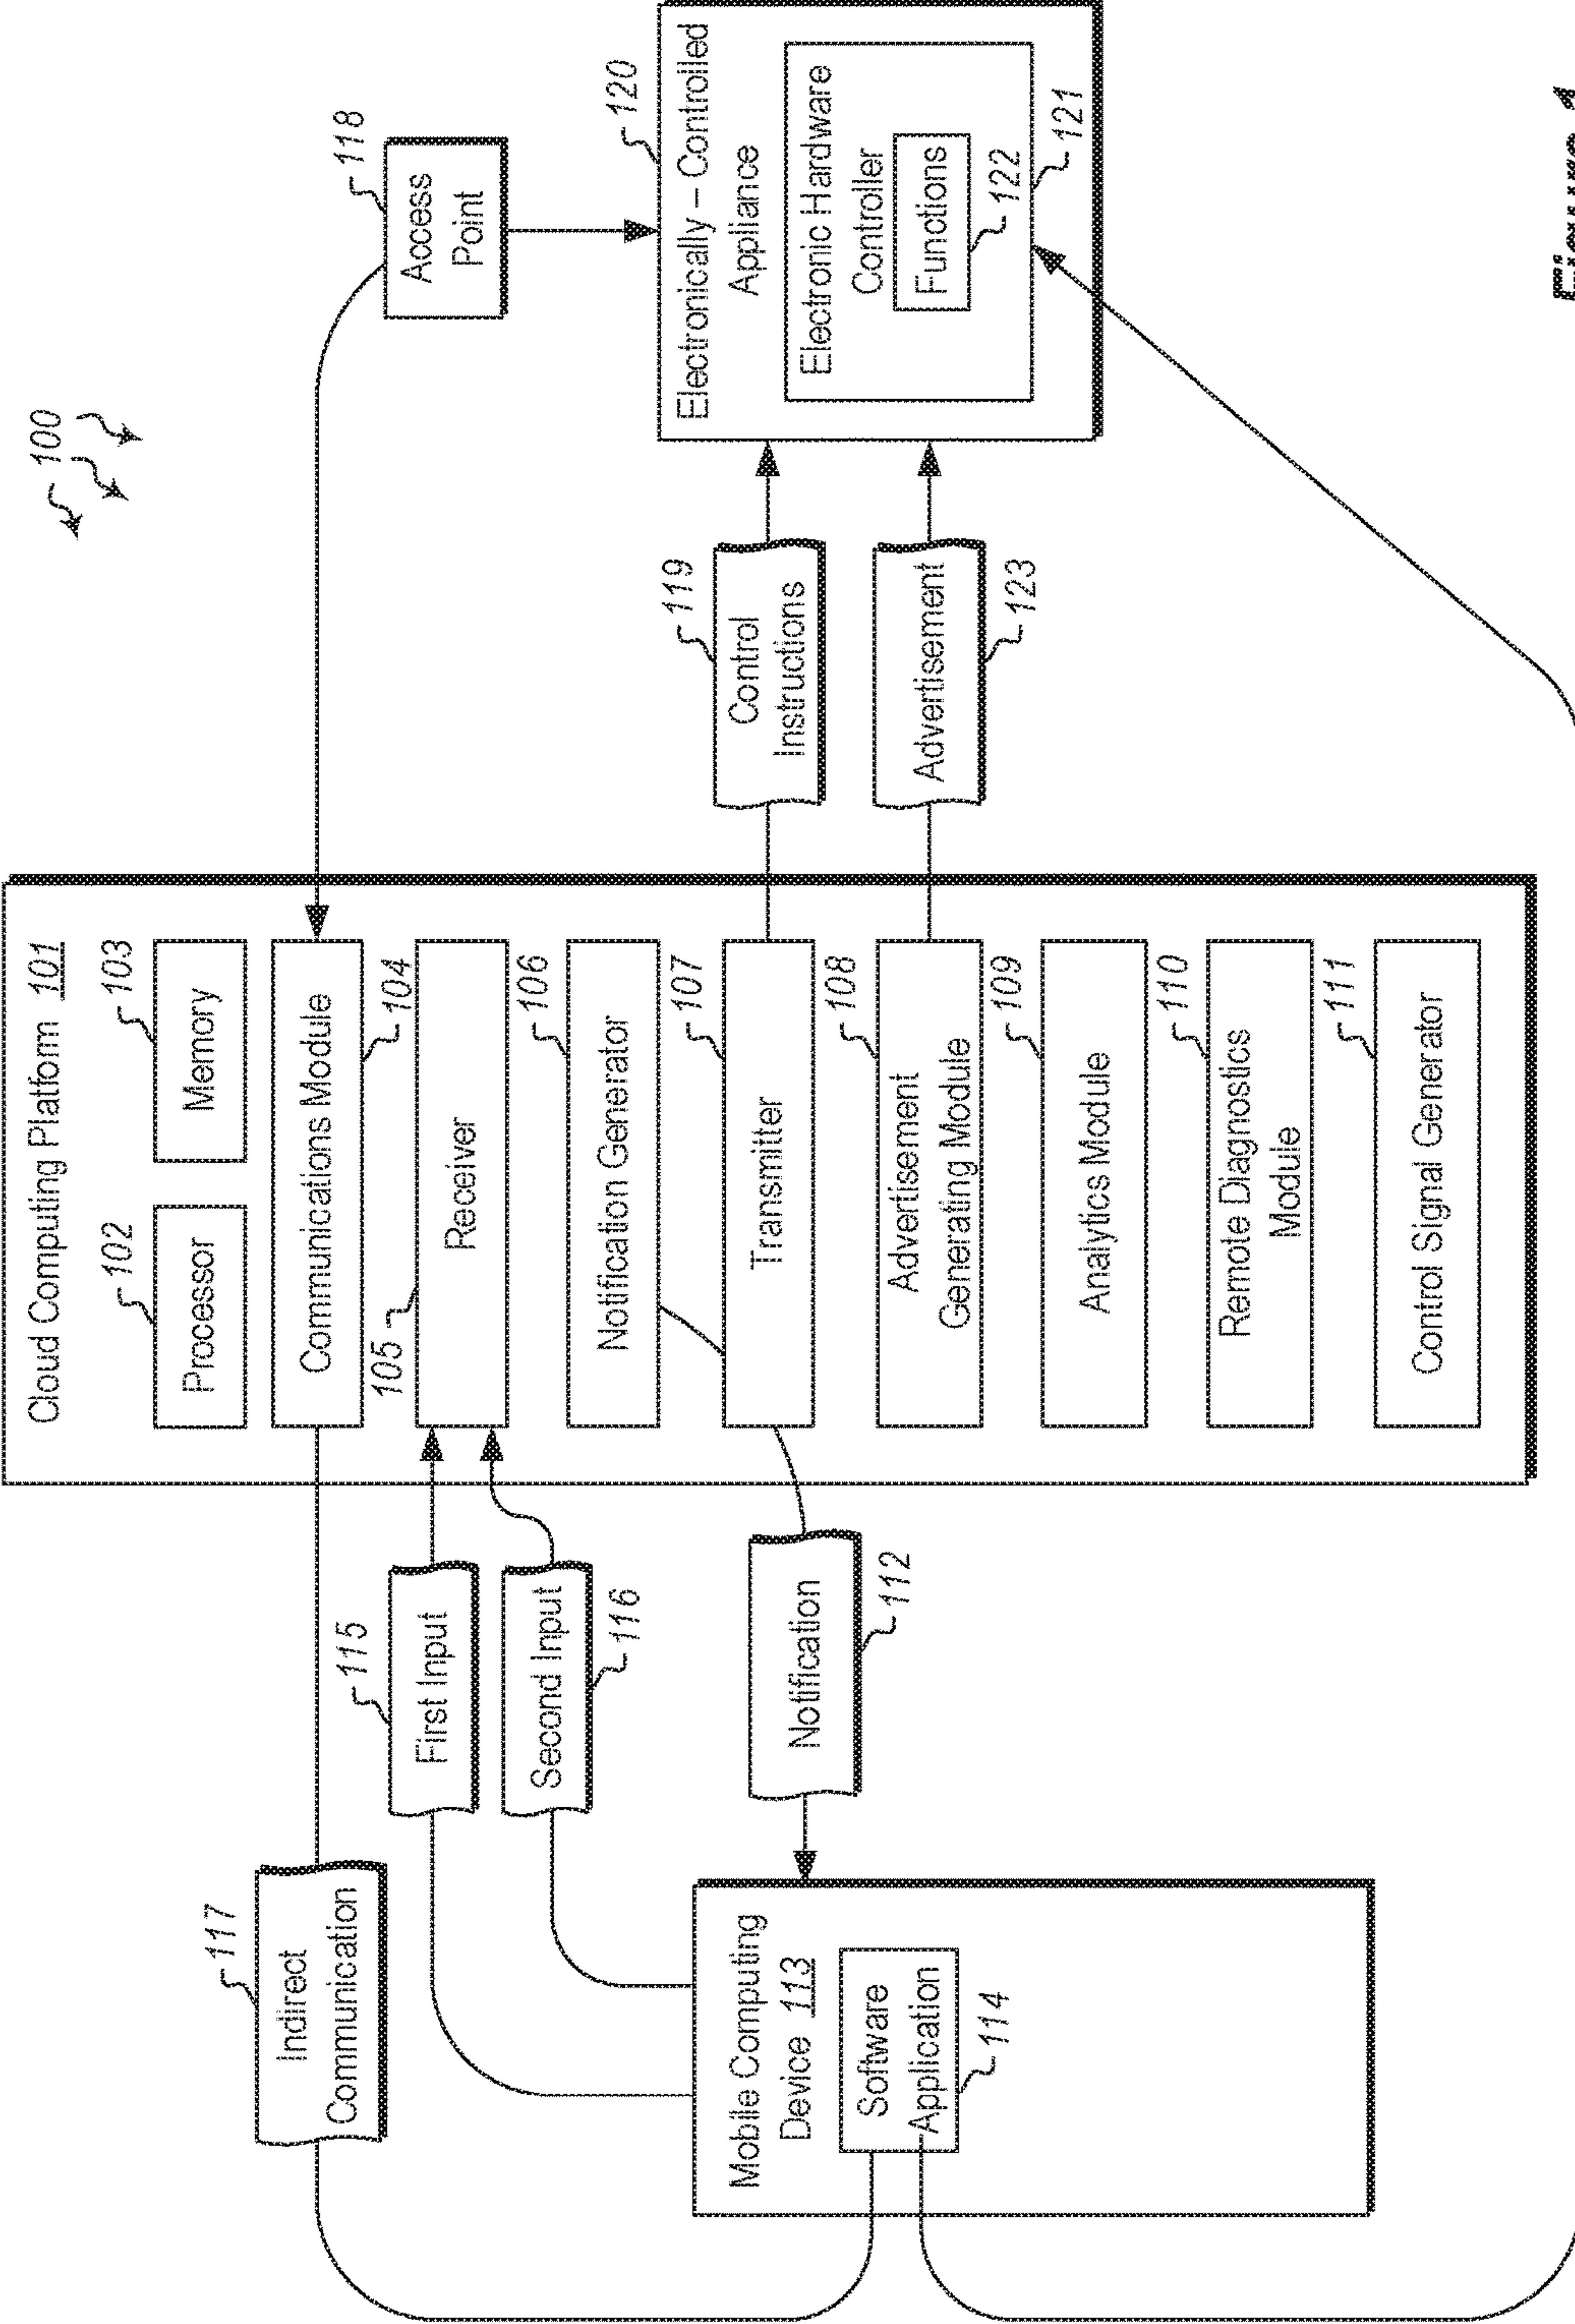 100
Cloud Computing Platform 101
102
Processor
103
Memory
Communications Module
104
105
Receiver
106
Notification Generator
107
Transmitter
108
Advertisement
Generating Module
109
Analytics Module
110
Remote Diagnostics
Module
111
Control Signal Generator
117
Indirect
Communication
115
First Input
Second Input
116
Notification
112
Mobile Computing
Device 113
Software
Application
114
118
Access
Point
119
Control
Instructions
Advertisement
123
120
Electronically – Controlled
Appliance
Electronic Hardware
Controller
Functions
122
121
Figure 1